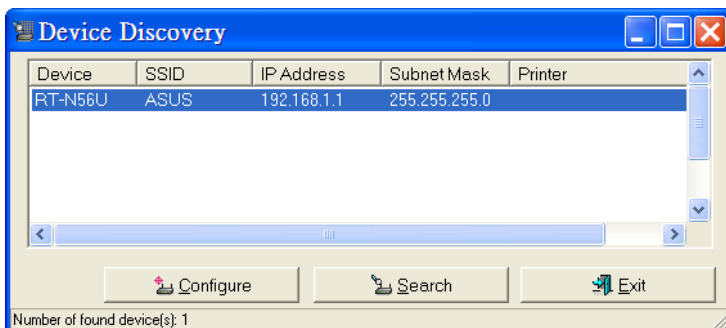 Device Discovery
Device SSID IP Address Subnet Mask Printer
RT-N56U ASUS 192.168.1.1 255.255.255.0
Configure Search Exit
Number of found device(s): 1